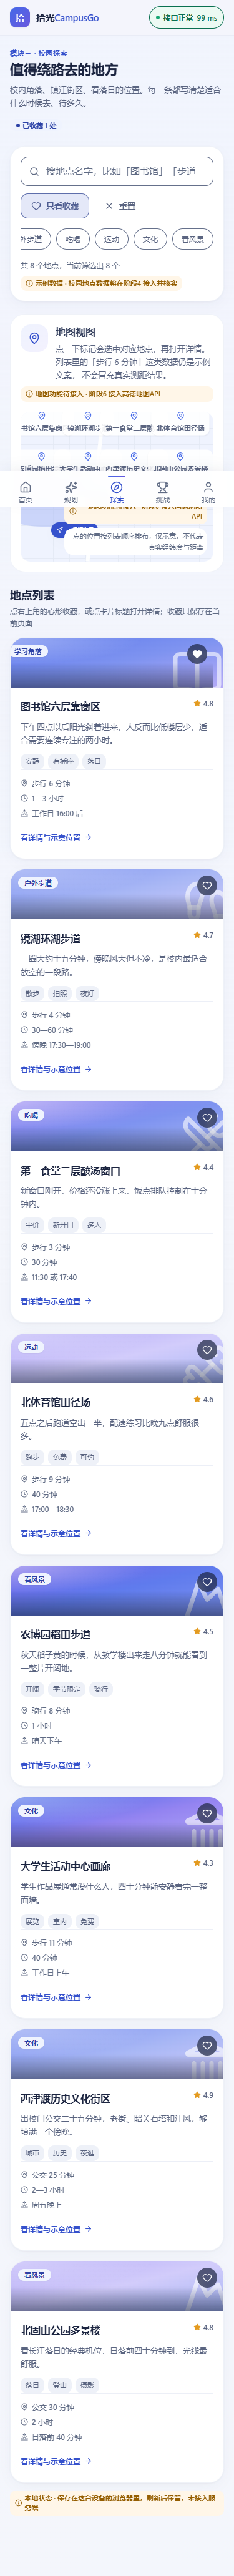 拾 拾光CampusGo
接口正常 99 ms
模块三 · 校园探索
值得绕路去的地方
校内角落、镇江街区、看落日的位置。每一条都写清楚适合什么时候去、待多久。
已收藏 1 处
搜地点名字，比如「图书馆」「步道
只看收藏
重置
外步道
吃喝
运动
文化
看风景
共 8 个地点，当前筛选出 8 个
示例数据 · 校园地点数据将在阶段4 接入并核实
地图视图
点一下标记会选中对应点，再打开详情。
列表里的「步行 6 分钟」这类数据仍是示例
文案，不会冒充真实测距结果。
地图功能待接入 · 阶段6 接入高德地图API
书馆六层靠窗
镜湖环湖步
第一食堂二层
北体育馆田径场
大学生活动中
西津渡历史文
北固山公园多景楼
首页
规划
探索
挑战
我的
API
点的位置按列表顺序排布，仅示意，不代表
真实经纬度与距离
地点列表
点右上角的心形收藏，或点卡片标题打开详情；收藏只保存在当
前页面
学习角落
图书馆六层靠窗区
4.8
下午四点以后阳光斜着进来，人反而比低楼层少，适
合需要连续专注的两小时。
安静
有插座
落日
步行 6 分钟
1—3 小时
工作日 16:00 后
看详情与示意位置
户外步道
镜湖环湖步道
4.7
一圈大约十五分钟，傍晚风大但不冷，是校内最适合
放空的一段路。
散步
拍照
夜灯
步行 4 分钟
30—60 分钟
傍晚 17:30—19:00
看详情与示意位置
吃喝
第一食堂二层酸汤窗口
4.4
新窗口刚开，价格还没涨上来，饭点排队控制在十分
钟内。
平价
新开口
多人
步行 3 分钟
30 分钟
11:30 或 17:40
看详情与示意位置
运动
北体育馆田径场
4.6
五点之后跑道空出一半，配速练习比晚九点舒服很
多。
跑步
免费
可约
步行 9 分钟
40 分钟
17:00—18:30
看详情与示意位置
看风景
农博园稻田步道
4.5
秋天稻子黄的时候，从教学楼出来走八分钟就能看到
一整片开阔地。
开阔
季节限定
骑行
骑行 8 分钟
1 小时
晴天下午
看详情与示意位置
文化
大学生活动中心画廊
4.3
学生作品展通常没什么人，四十分钟能安静看完一整
面墙。
展览
室内
免费
步行 11 分钟
40 分钟
工作日上午
看详情与示意位置
文化
西津渡历史文化街区
4.9
出校门公交二十五分钟，老街、昭关石塔和江风，够
填满一个傍晚。
城市
历史
夜逛
公交 25 分钟
2—3 小时
周五晚上
看详情与示意位置
看风景
北固山公园多景楼
4.8
看长江落日的经典机位，日落前四十分钟到，光线最
舒服。
落日
登山
摄影
公交 30 分钟
2 小时
日落前 40 分钟
看详情与示意位置
本地状态 · 保存在这台设备的浏览器里，刷新后保留，未接入服
务端